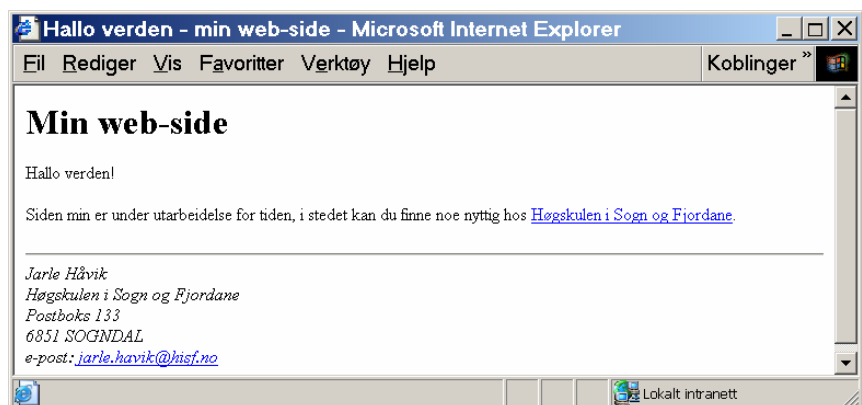 Hallo verden - min web-side - Microsoft Internet Explorer
Fil Rediger Vis Favoritter Verktøy Hjelp Koblinger »
Min web-side
Hallo verden!
Siden min er under utarbeidelse for tiden, i stedet kan du finne noe nyttig hos Høgskulen i Sogn og Fjordane.
Jarle Håvik
Høgskulen i Sogn og Fjordane
Postboks 133
6851 SOGNDAL
e-post: jarle.havik@hisf.no
Lokalt intranett